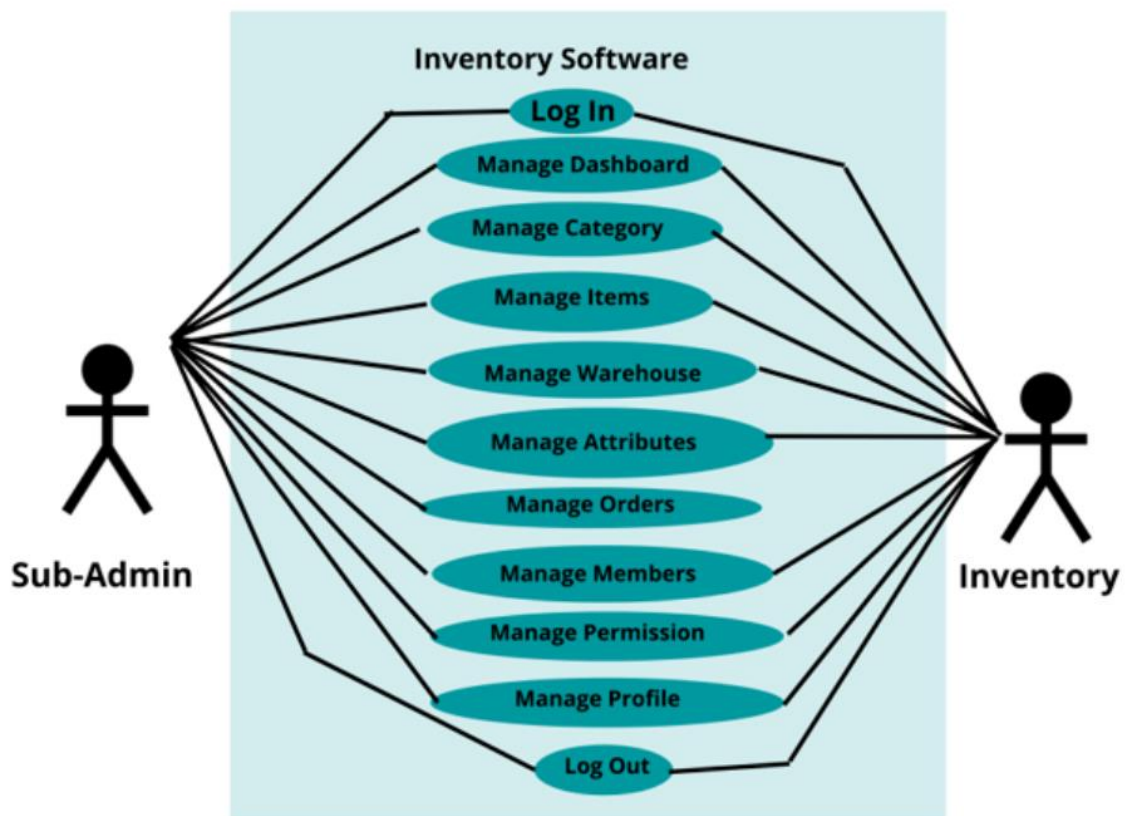 Inventory Software
Log In
Manage Dashboard
Manage Category
Manage Items
Manage Warehouse
Manage Attributes
Manage Orders
Manage Members
Manage Permission
Manage Profile
Log Out
Sub-Admin
Inventory